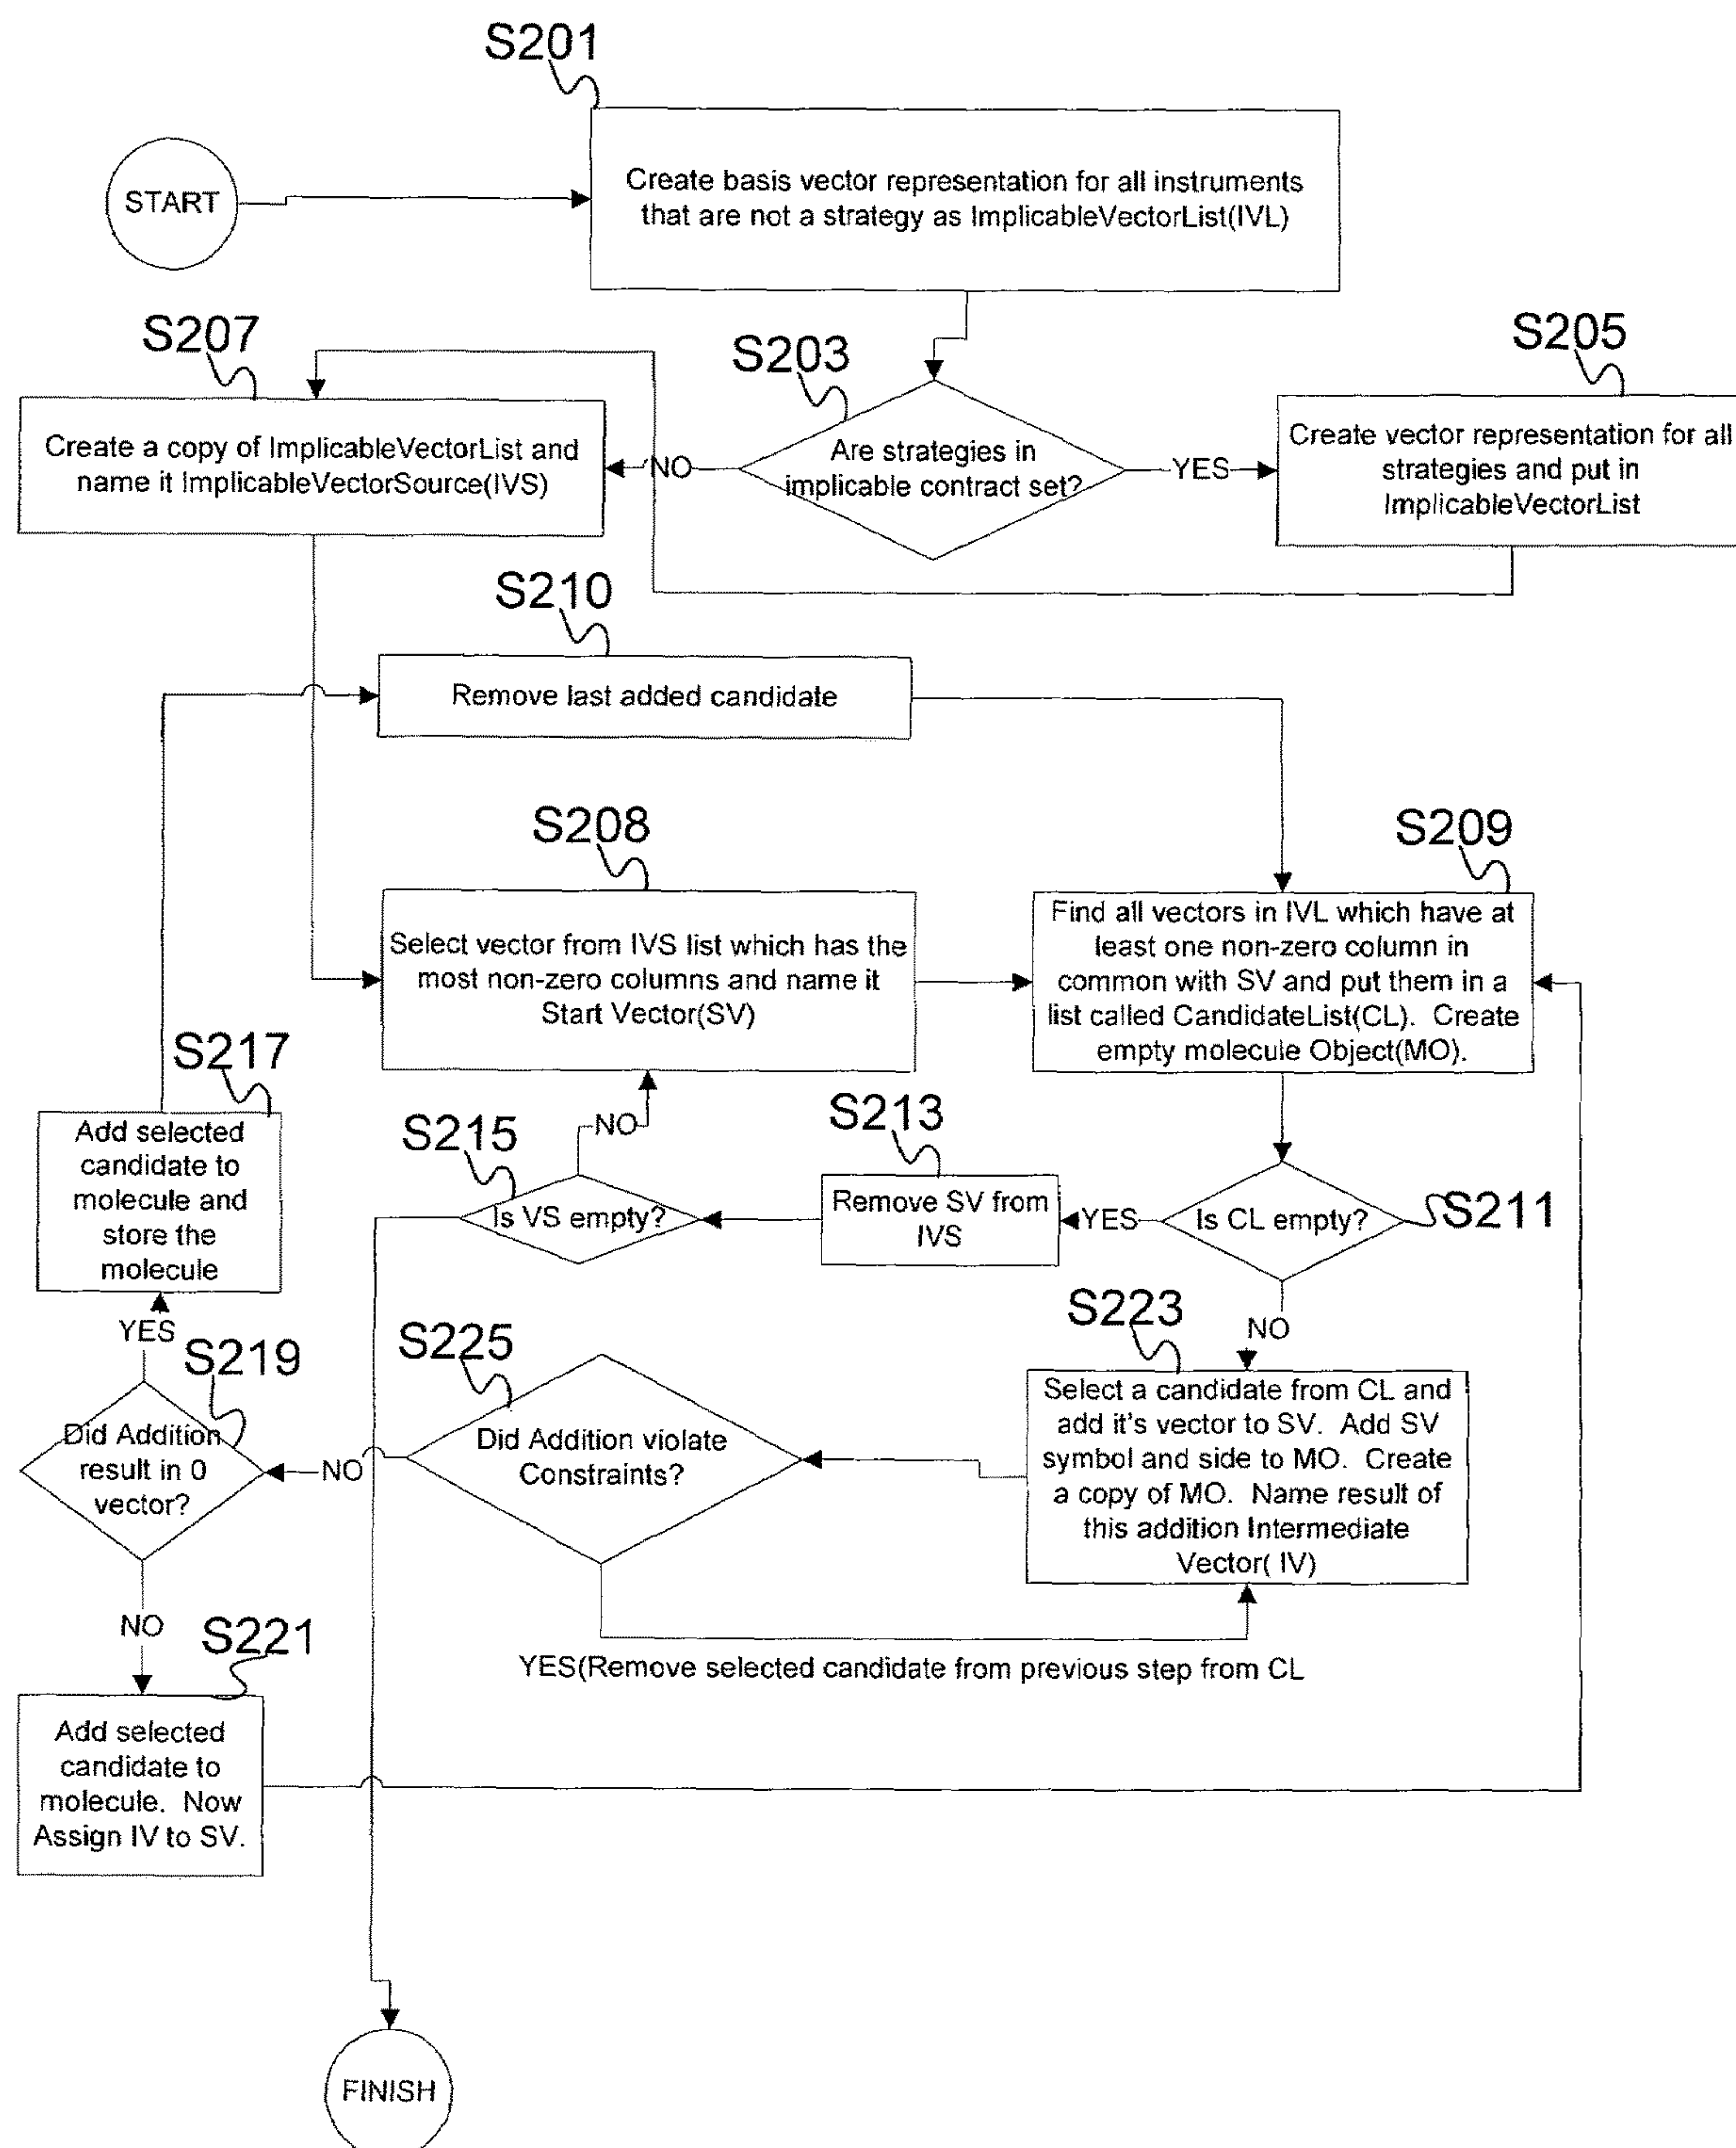 S201
START
Create basis vector representation for all instruments
that are not a strategy as ImplicableVectorList(IVL)
S207
S203
S205
Create a copy of ImplicableVectorList and
name it ImplicableVectorSource(IVS)
NO
Are strategies in
implicable contract set?
YES
Create vector representation for all
strategies and put in
ImplicableVectorList
S210
Remove last added candidate
S208
S209
Select vector from IVS list which has the
most non-zero columns and name it
Start Vector(SV)
Find all vectors in IVL which have at
least one non-zero column in
common with SV and put them in a
list called CandidateList(CL). Create
empty molecule Object(MO).
S217
Add selected
candidate to
molecule and
store the
molecule
S215
NO
S213
Is VS empty?
Remove SV from
IVS
YES
Is CL empty?
S211
YES
S219
S225
S223
NO
Did Addition
result in 0
vector?
NO
Did Addition violate
Constraints?
Select a candidate from CL and
add it's vector to SV. Add SV
symbol and side to MO. Create
a copy of MO. Name result of
this addition Intermediate
Vector( IV)
NO
S221
YES(Remove selected candidate from previous step from CL
Add selected
candidate to
molecule. Now
Assign IV to SV.
FINISH